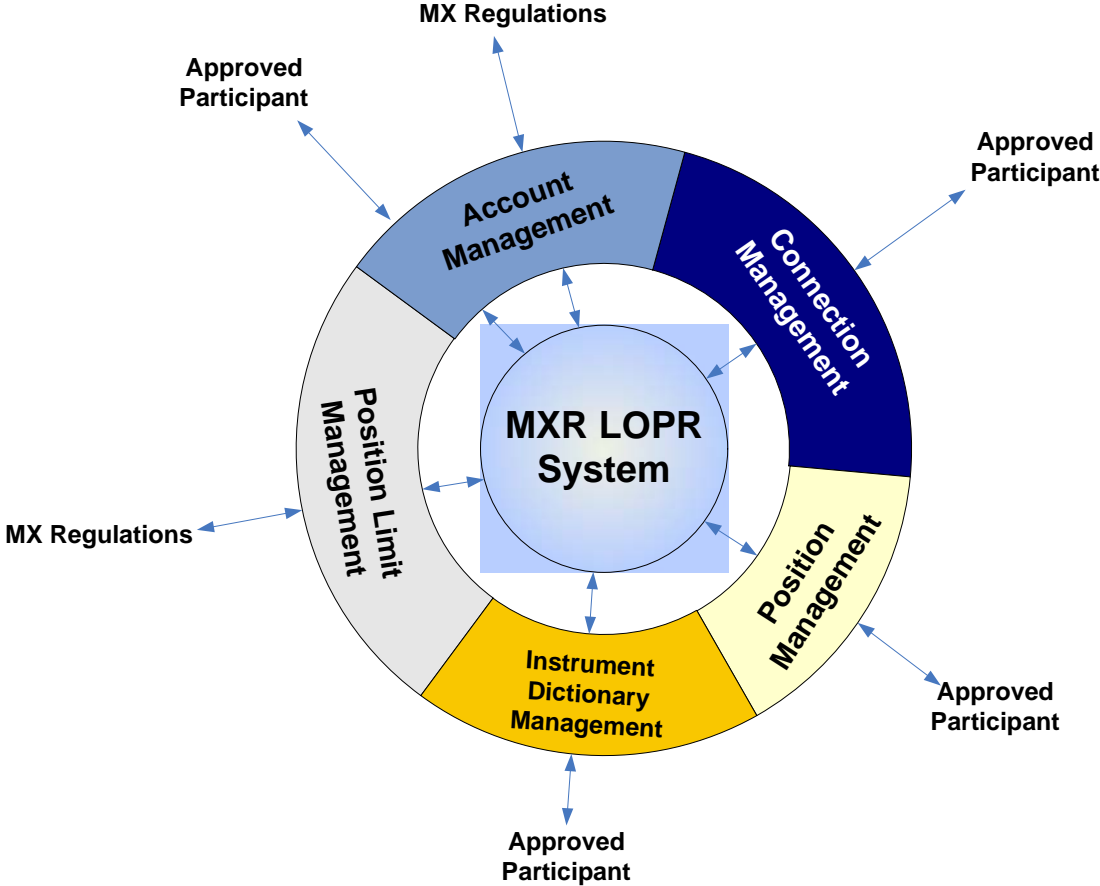 MX Regulations
Approved
Participant
Approved
Participant
Account
Management
Connection
Management
MXR LOPR
System
Position Limit
Management
MX Regulations
Position
Management
Instrument
Dictionary
Management
Approved
Participant
Approved
Participant